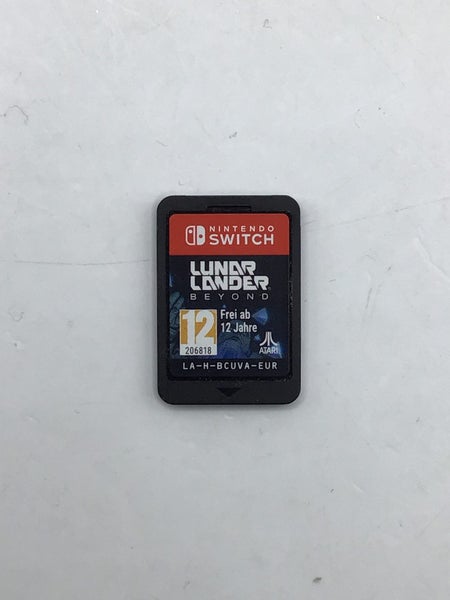 NINTENDO
SWITCH
LUNAR
LANDER
BEYOND
12
206818
Frei ab
12 Jahre
ATARI
LA-H-BCUVA-EUR